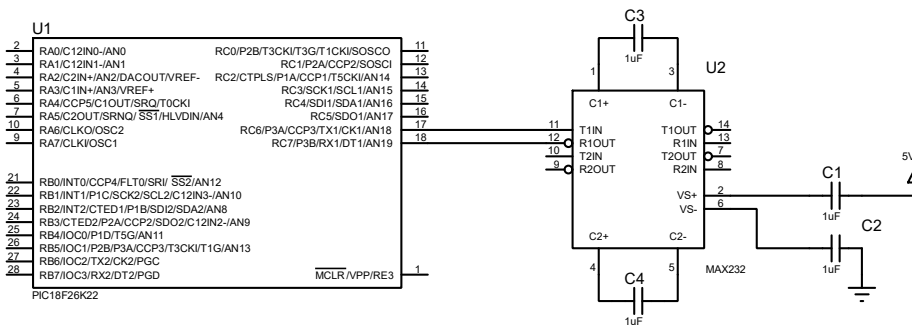 U1
2 RA0/C12IN0-/AN0
3 RA1/C12IN1-/AN1
4 RA2/C2IN+/AN2/DACOUT/VREF-
5 RA3/C1IN+/AN3/VREF+
6 RA4/CCP5/C1OUT/SRQ/T0CKI
7 RA5/C2OUT/SRNQ/ SS1/HLVDIN/AN4
10 RA6/CLKO/OSC2
9 RA7/CLKI/OSC1
21 RB0/INT0/CCP4/FLT0/SRI/ SS2/AN12
22 RB1/INT1/P1C/SCK2/SCL2/C12IN3-/AN10
23 RB2/INT2/CTED1/P1B/SDI2/SDA2/AN8
24 RB3/CTED2/P2A/CCP2/SDO2/C12IN2-/AN9
25 RB4/IOC0/P1D/T5G/AN11
26 RB5/IOC1/P2B/P3A/CCP3/T3CKI/T1G/AN13
27 RB6/IOC2/TX2/CK2/PGC
28 RB7/IOC3/RX2/DT2/PGD
RC0/P2B/T3CKI/T3G/T1CKI/SOSCO 11
RC1/P2A/CCP2/SOSCI 12
RC2/CTPLS/P1A/CCP1/T5CKI/AN14 13
RC3/SCK1/SCL1/AN15 14
RC4/SDI1/SDA1/AN16 15
RC5/SDO1/AN17 16
RC6/P3A/CCP3/TX1/CK1/AN18 17
RC7/P3B/RX1/DT1/AN19 18
MCLR/VPP/RE3 1
PIC18F26K22
C3
1uF
U2
1
3
C1+
C1-
11 T1IN
12 R1OUT
10 T2IN
9 R2OUT
T1OUT 14
R1IN 13
T2OUT 7
R2IN 8
VS+ 2
VS- 6
C2+
C2-
4
5
MAX232
C4
1uF
C1
1uF
5V
C2
1uF